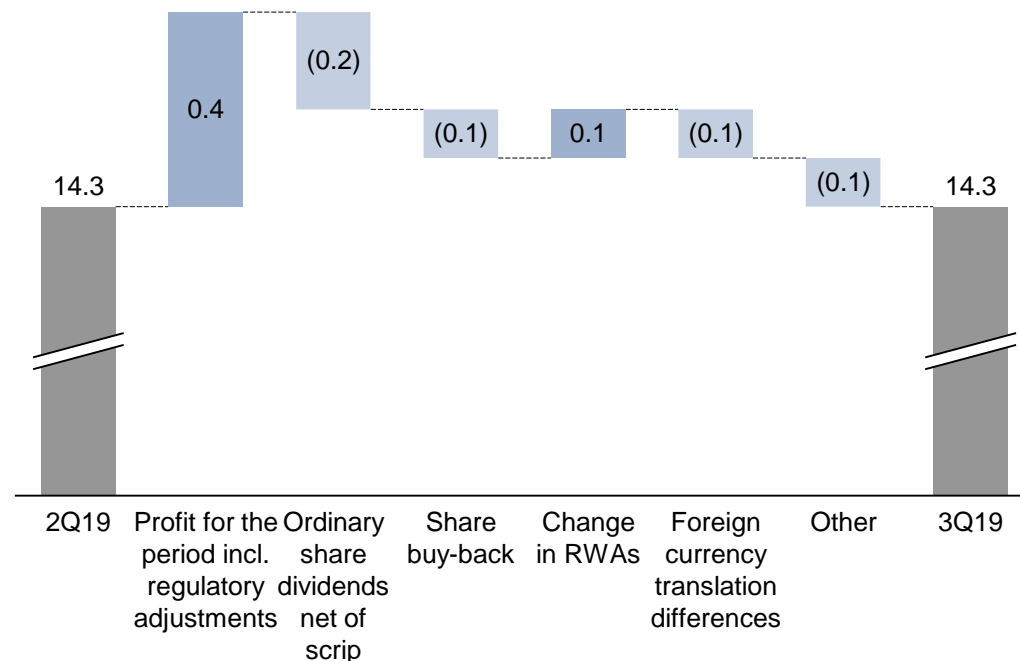 14.3
0.4
(0.2)
(0.1)
0.1
(0.1)
(0.1)
14.3
2Q19
Profit for the
period incl.
regulatory
adjustments
Ordinary
share
dividends
net of
scrip
Share
buy-back
Change
in RWAs
Foreign
currency
translation
differences
Other
3Q19